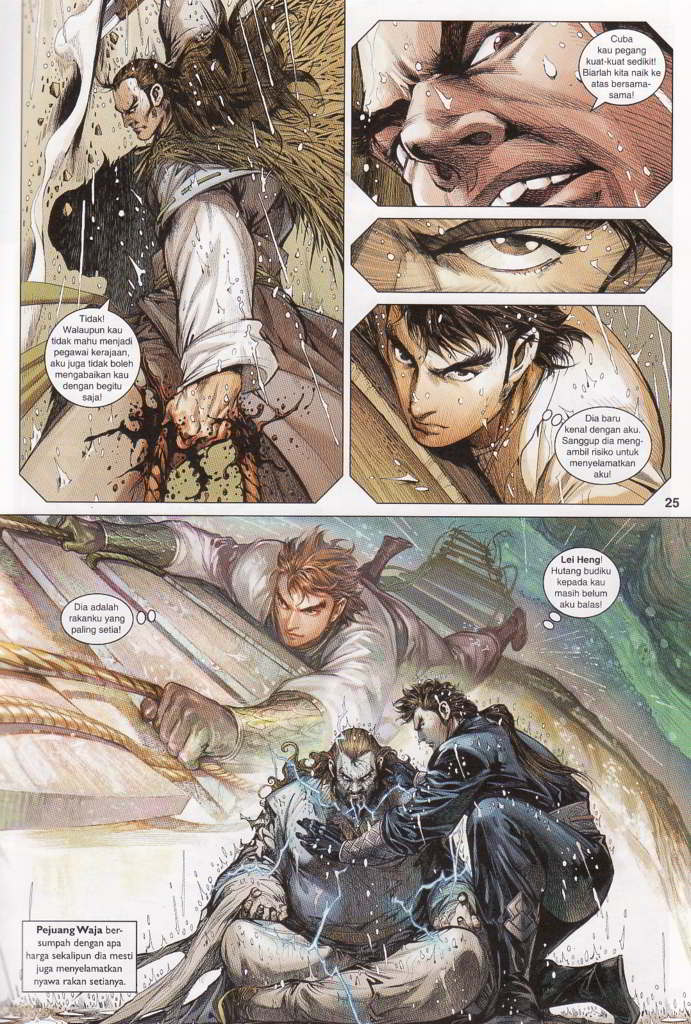 Cuba
kau pegang
kuat-kuat sedikit!
Biarlah kita naik ke
atas bersama-
sama!
Tidak!
Walaupun kau
tidak mahu menjadi
pegawai kerajaan,
aku juga tidak boleh
mengabaikan kau
dengan begitu
saja!
Dia baru
kenal dengan aku.
Sanggup dia meng-
ambil risiko untuk
menyelamatkan
aku!
25
Dia adalah
rakanku yang
paling setia!
Lei Heng!
Hutang budiku
kepada kau
masih belum
aku balas!
Pejuang Waja ber-
sumpah dengan apa
harga sekalipun dia mesti
juga menyelamatkan
nyawa rakan setianya.